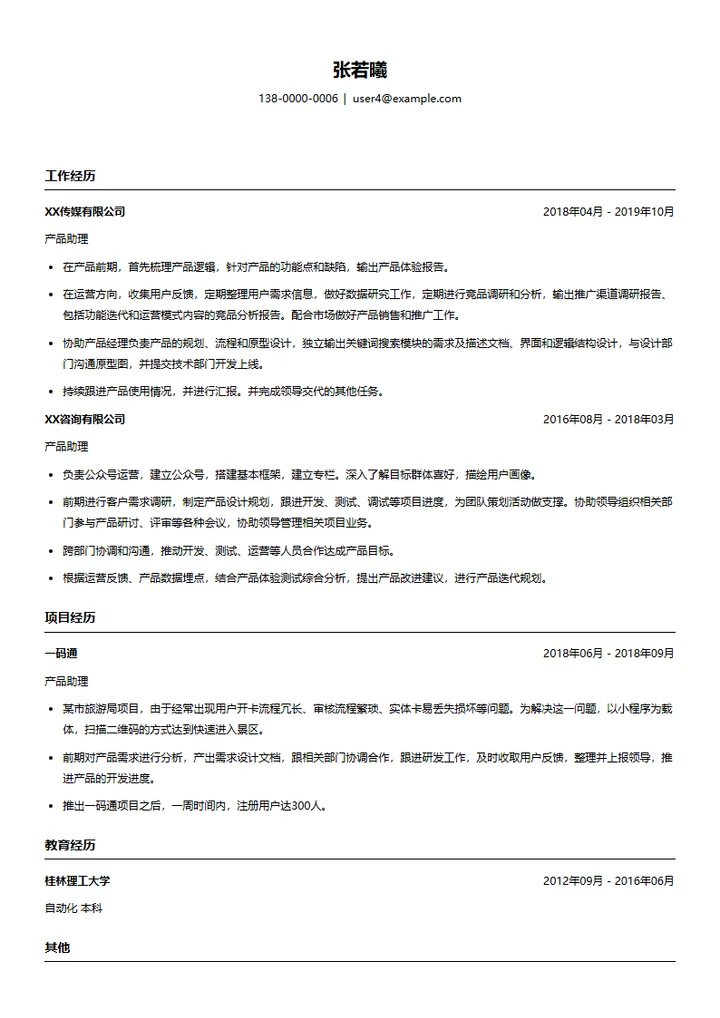 张若曦
138-0000-0006 | user4@example.com
工作经历
XX传媒有限公司 2018年04月 - 2019年10月
产品助理
• 在产品前期，首先梳理产品逻辑，针对产品的功能点和缺陷，输出产品体验报告。
• 在运营方向，收集用户反馈，定期整理用户需求信息，做好数据研究工作，定期进行竞品调研和分析，输出推广渠道调研报告、
包括功能迭代和运营模式内容的竞品分析报告。配合市场做好产品销售和推广工作。
• 协助产品经理负责产品的规划、流程和原型设计，独立输出关键词搜索模块的需求及描述文档、界面和逻辑结构设计，与设计部
门沟通原型图，并提交技术部门开发上线。
• 持续跟进产品使用情况，并进行汇报。并完成领导交代的其他任务。
XX咨询有限公司 2016年08月 - 2018年03月
产品助理
• 负责公众号运营，建立公众号，搭建基本框架，建立专栏。深入了解目标群体喜好，描绘用户画像。
• 前期进行客户需求调研，制定产品设计规划，跟进开发、测试、调试等项目进度，为团队策划活动做支撑。协助领导组织相关部
门参与产品研讨、评审等各种会议，协助领导管理相关项目业务。
• 跨部门协调和沟通，推动开发、测试、运营等人员合作达成产品目标。
• 根据运营反馈、产品数据埋点，结合产品体验测试综合分析，提出产品改进建议，进行产品迭代规划。
项目经历
一码通 2018年06月 - 2018年09月
产品助理
• 某市旅游局项目，由于经常出现用户开卡流程冗长、审核流程繁琐、实体卡易丢失损坏等问题。为解决这一问题，以小程序为载
体，扫描二维码的方式达到快速进入景区。
• 前期对产品需求进行分析，产出需求设计文档，跟相关部门协调合作，跟进研发工作，及时收取用户反馈，整理并上报领导，推
进产品的开发进度。
• 推出一码通项目之后，一周时间内，注册用户达300人。
教育经历
桂林理工大学 2012年09月 - 2016年06月
自动化 本科
其他